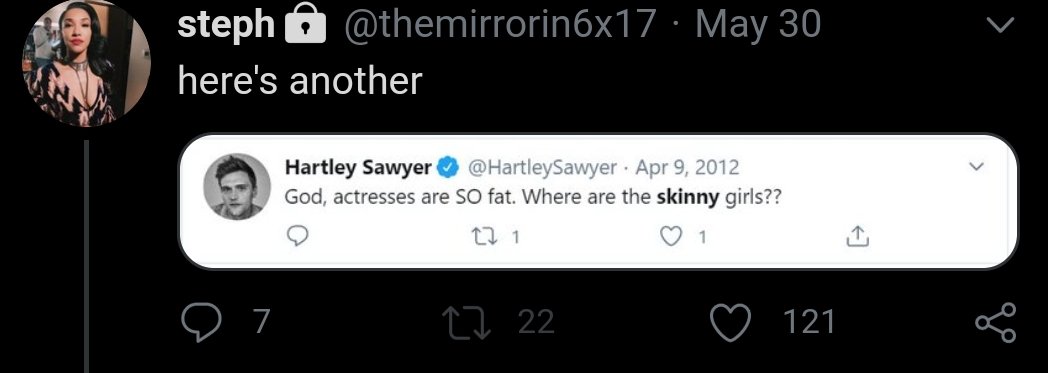 steph 🔒 @themirrorin6x17 · May 30
here's another
Hartley Sawyer @HartleySawyer · Apr 9, 2012
God, actresses are SO fat. Where are the skinny girls??
1 1
7 22 121